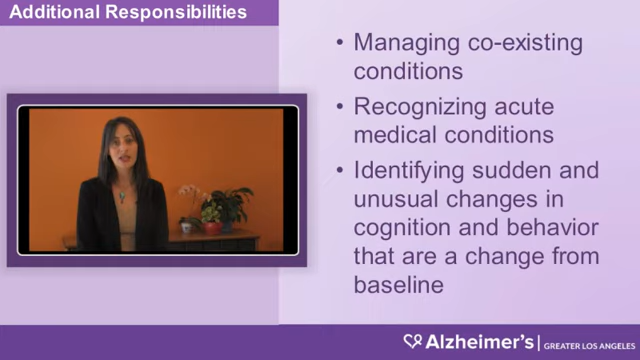 Additional Responsibilities
• Managing co-existing
conditions
• Recognizing acute
medical conditions
• Identifying sudden and
unusual changes in
cognition and behavior
that are a change from
baseline
Alzheimer's | GREATER LOS ANGELES